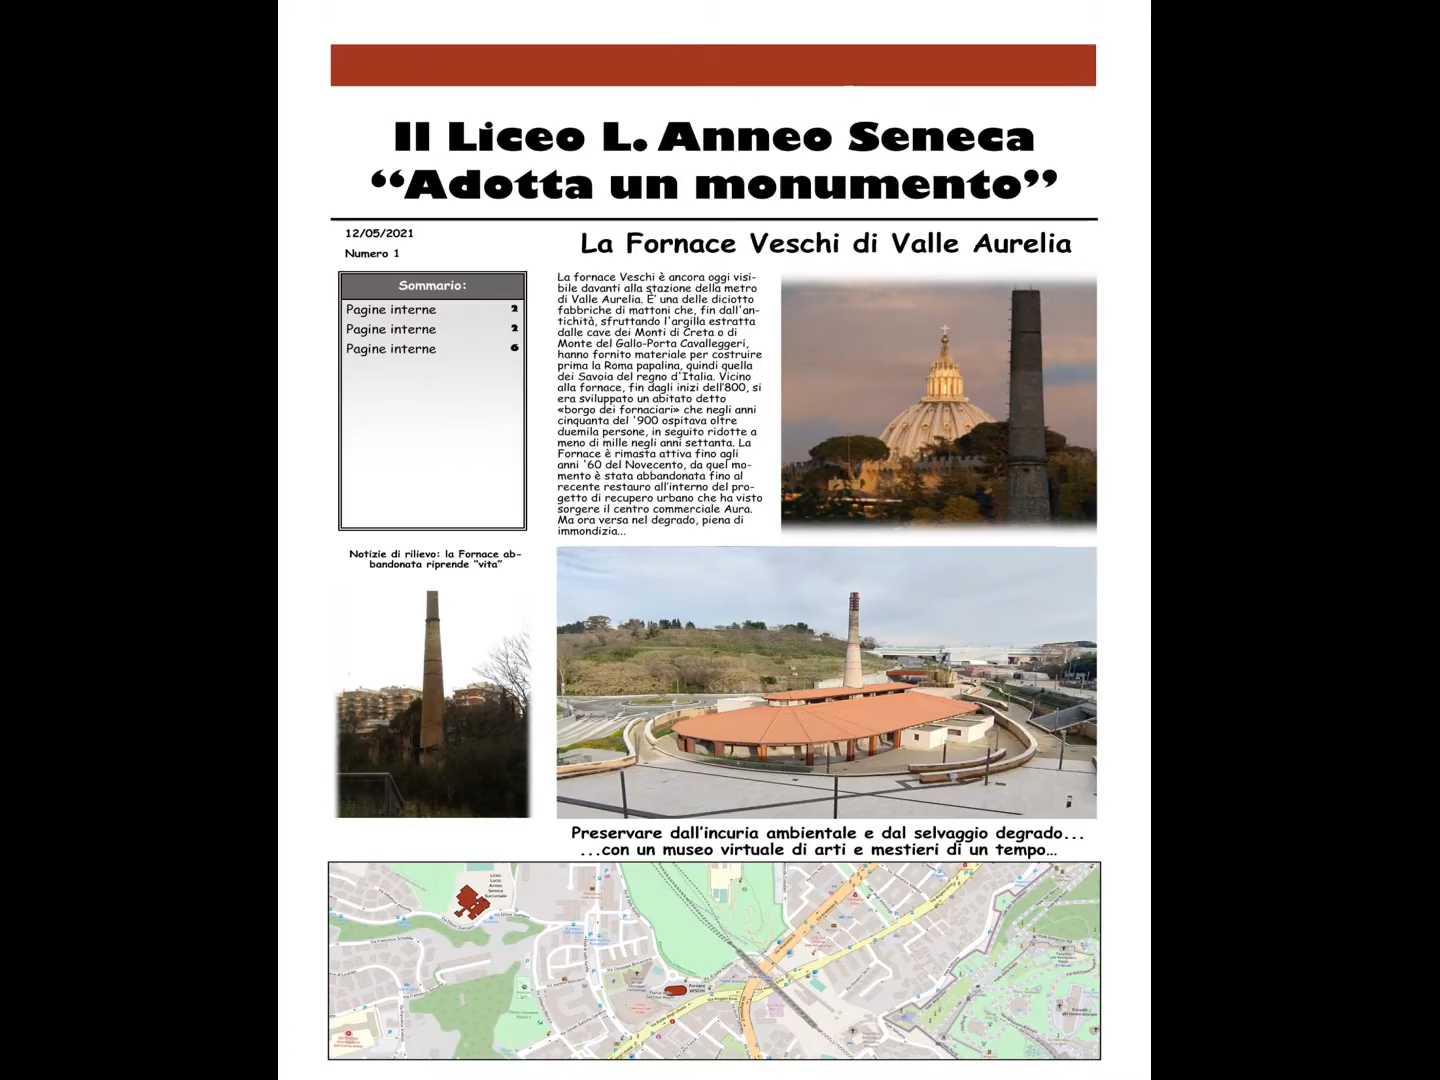 Il Liceo L. Anneo Seneca
“Adotta un monumento”
12/05/2021
Numero 1
Sommario:
Pagine interne 2
Pagine interne 2
Pagine interne 6
Notizie di rilievo: la Fornace ab-
bandonata riprende “vita”
La Fornace Veschi di Valle Aurelia
La fornace Veschi è ancora oggi visi-
bile davanti alla stazione della metro
di Valle Aurelia. E’ una delle diciotto
fabbriche di mattoni che, fin dall'an-
tichità, sfruttando l'argilla estratta
dalle cave dei Monti di Creta o di
Monte del Gallo-Porta Cavalleggeri,
hanno fornito materiale per costruire
prima la Roma papalina, quindi quella
dei Savoia del regno d'Italia. Vicino
alla fornace, fin dagli inizi dell’800, si
era sviluppato un abitato detto
«borgo dei fornaciari» che negli anni
cinquanta del '900 ospitava oltre
duemila persone, in seguito ridotte a
meno di mille negli anni settanta. La
Fornace è rimasta attiva fino agli
anni '60 del Novecento, da quel mo-
mento è stata abbandonata fino al
recente restauro all’interno del pro-
getto di recupero urbano che ha visto
sorgere il centro commerciale Aura.
Ma ora versa nel degrado, piena di
immondizia...
Preservare dall’incuria ambientale e dal selvaggio degrado...
...con un museo virtuale di arti e mestieri di un tempo…
Liceo
Lucio
Anneo
Seneca
Succursale
Fornace
VESCHI